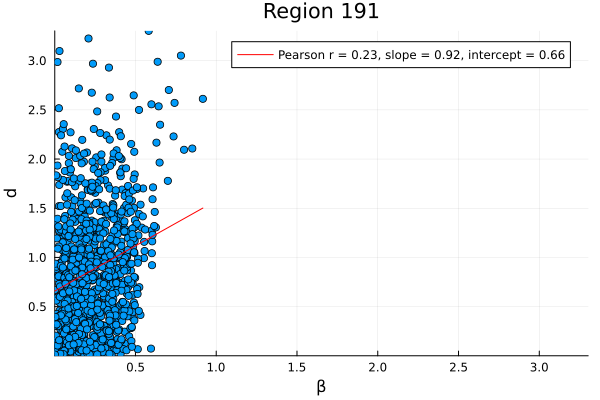 Region 191
Pearson r = 0.23, slope = 0.92, intercept = 0.66
d
3.0
2.5
2.0
1.5
1.0
0.5
0.5 1.0 1.5 2.0 2.5 3.0
β